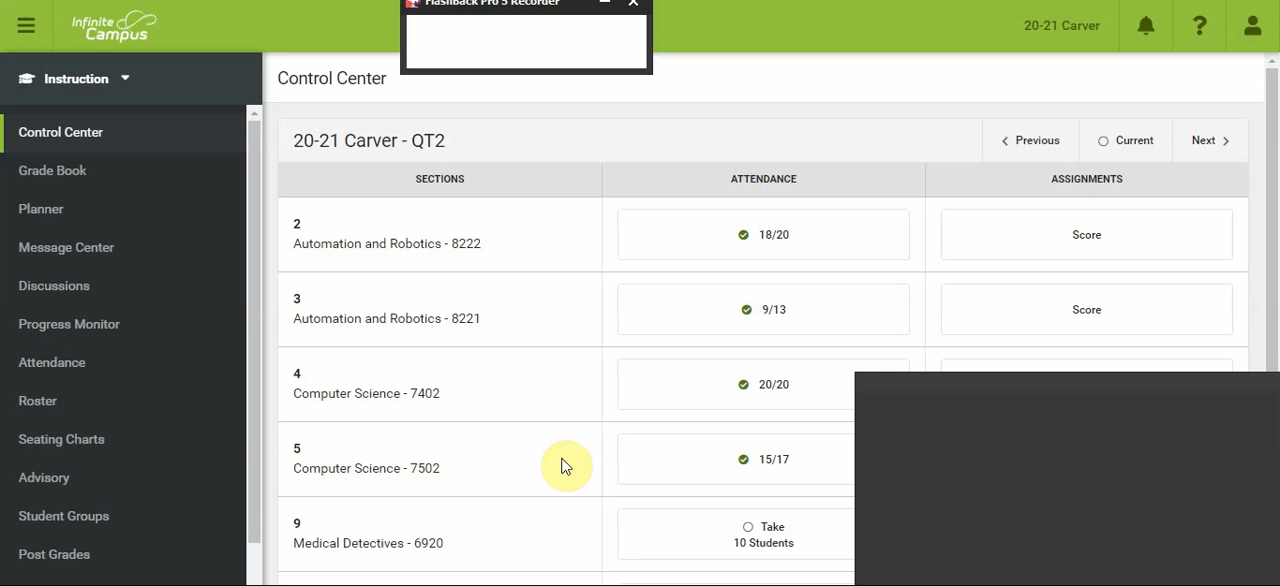 FlashBack Pro 5 Recorder
Infinite
Campus
20-21 Carver
?
Instruction
Control Center
Control Center
Grade Book
Planner
Message Center
Discussions
Progress Monitor
Attendance
Roster
Seating Charts
Advisory
Student Groups
Post Grades
20-21 Carver - QT2
Previous
Current
Next
SECTIONS
ATTENDANCE
ASSIGNMENTS
2
Automation and Robotics - 8222
18/20
Score
3
Automation and Robotics - 8221
9/13
Score
4
Computer Science - 7402
20/20
5
Computer Science - 7502
15/17
9
Medical Detectives - 6920
Take
10 Students